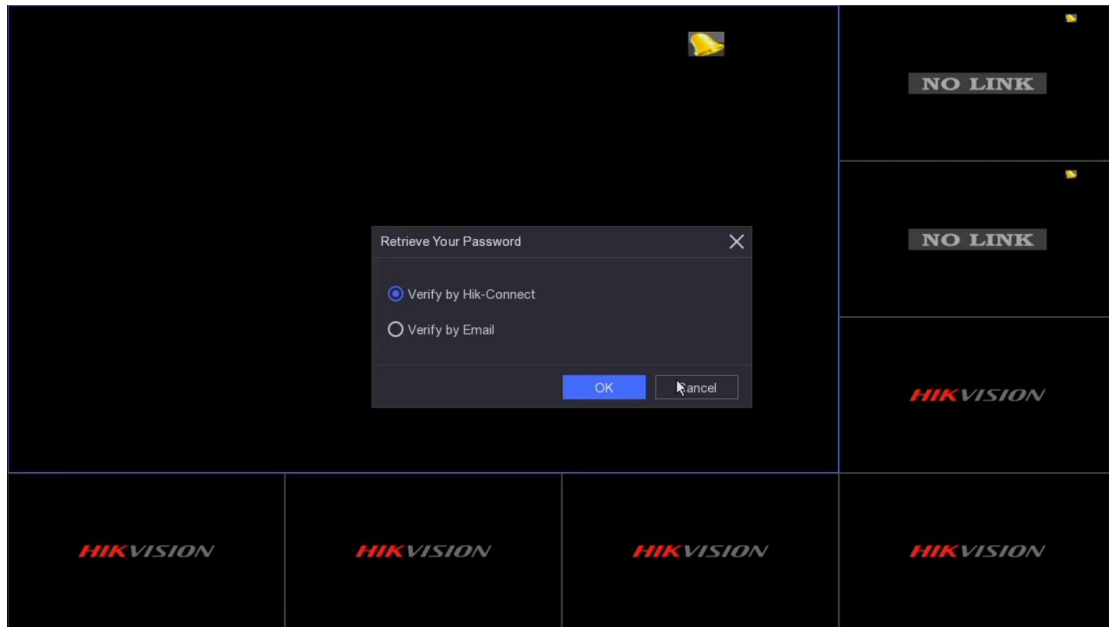 NO LINK
NO LINK
Retrieve Your Password
Verify by Hik-Connect
Verify by Email
OK
Cancel
HIKVISION
HIKVISION
HIKVISION
HIKVISION
HIKVISION